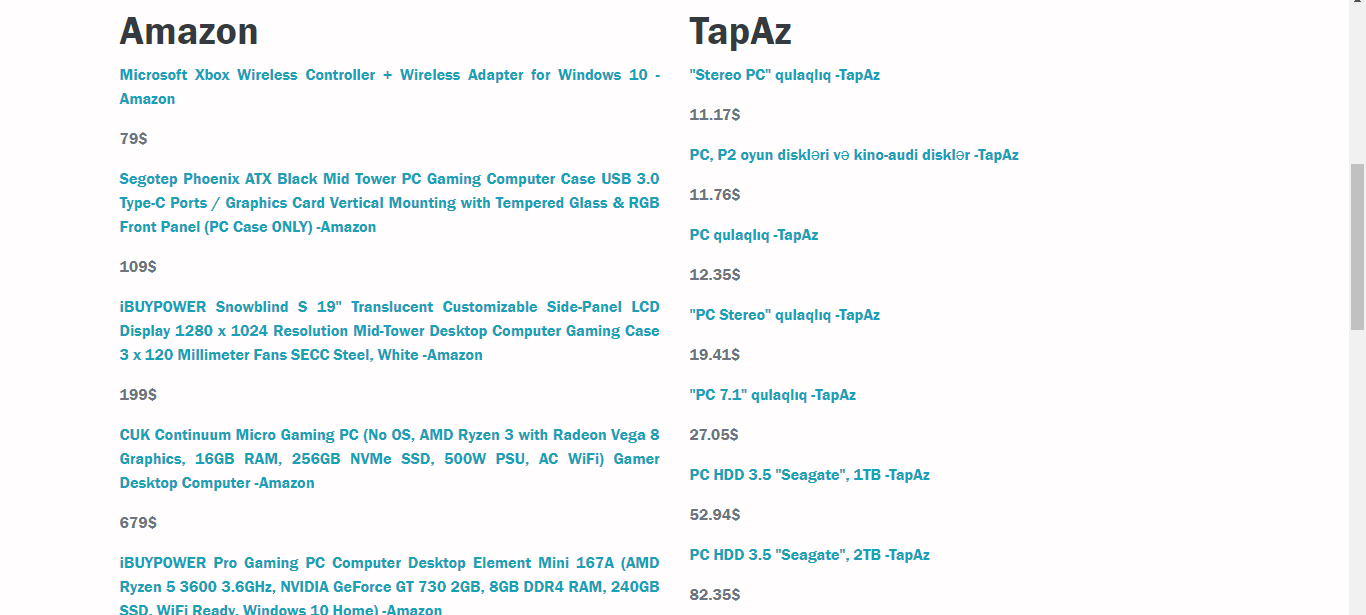 Amazon
Microsoft Xbox Wireless Controller + Wireless Adapter for Windows 10 -
Amazon
79$
Segotep Phoenix ATX Black Mid Tower PC Gaming Computer Case USB 3.0
Type-C Ports / Graphics Card Vertical Mounting with Tempered Glass & RGB
Front Panel (PC Case ONLY) -Amazon
109$
iBUYPOWER Snowblind S 19" Translucent Customizable Side-Panel LCD
Display 1280 x 1024 Resolution Mid-Tower Desktop Computer Gaming Case
3 x 120 Millimeter Fans SECC Steel, White -Amazon
199$
CUK Continuum Micro Gaming PC (No OS, AMD Ryzen 3 with Radeon Vega 8
Graphics, 16GB RAM, 256GB NVMe SSD, 500W PSU, AC WiFi) Gamer
Desktop Computer -Amazon
679$
iBUYPOWER Pro Gaming PC Computer Desktop Element Mini 167A (AMD
Ryzen 5 3600 3.6GHz, NVIDIA GeForce GT 730 2GB, 8GB DDR4 RAM, 240GB
SSD, WiFi Ready, Windows 10 Home) -Amazon
TapAz
"Stereo PC" qulaqlıq -TapAz
11.17$
PC, P2 oyun diskləri və kino-audi disklər -TapAz
11.76$
PC qulaqlıq -TapAz
12.35$
"PC Stereo" qulaqlıq -TapAz
19.41$
"PC 7.1" qulaqlıq -TapAz
27.05$
PC HDD 3.5 "Seagate", 1TB -TapAz
52.94$
PC HDD 3.5 "Seagate", 2TB -TapAz
82.35$